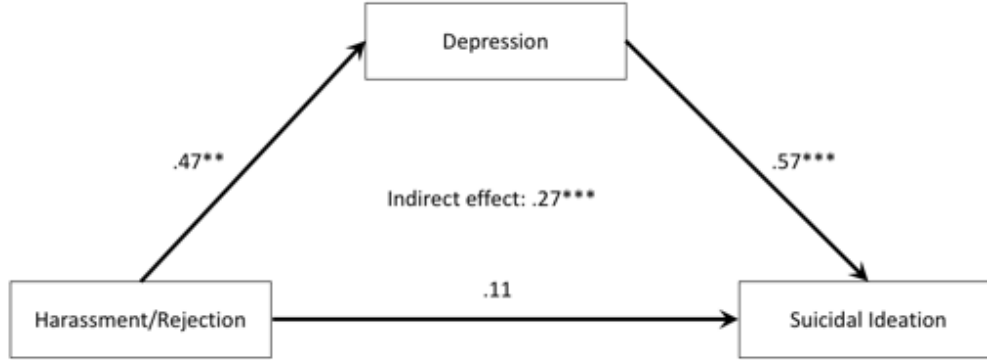 Depression
.47**
.57***
Indirect effect: .27***
.11
Harassment/Rejection
Suicidal Ideation